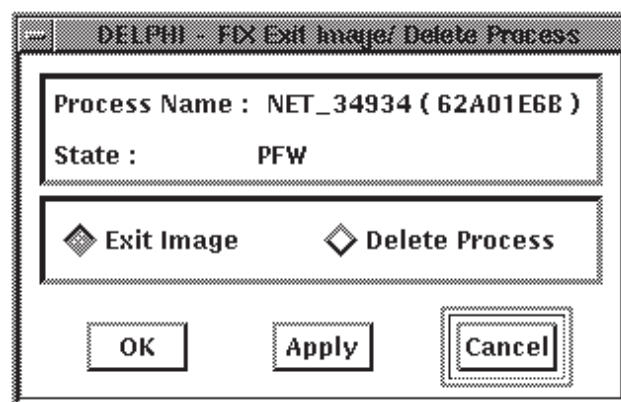 DELPHI - FIX Exit Image/ Delete Process
Process Name : NET_34934 ( 62A01E6B )
State : PFW
Exit Image Delete Process
OK Apply Cancel